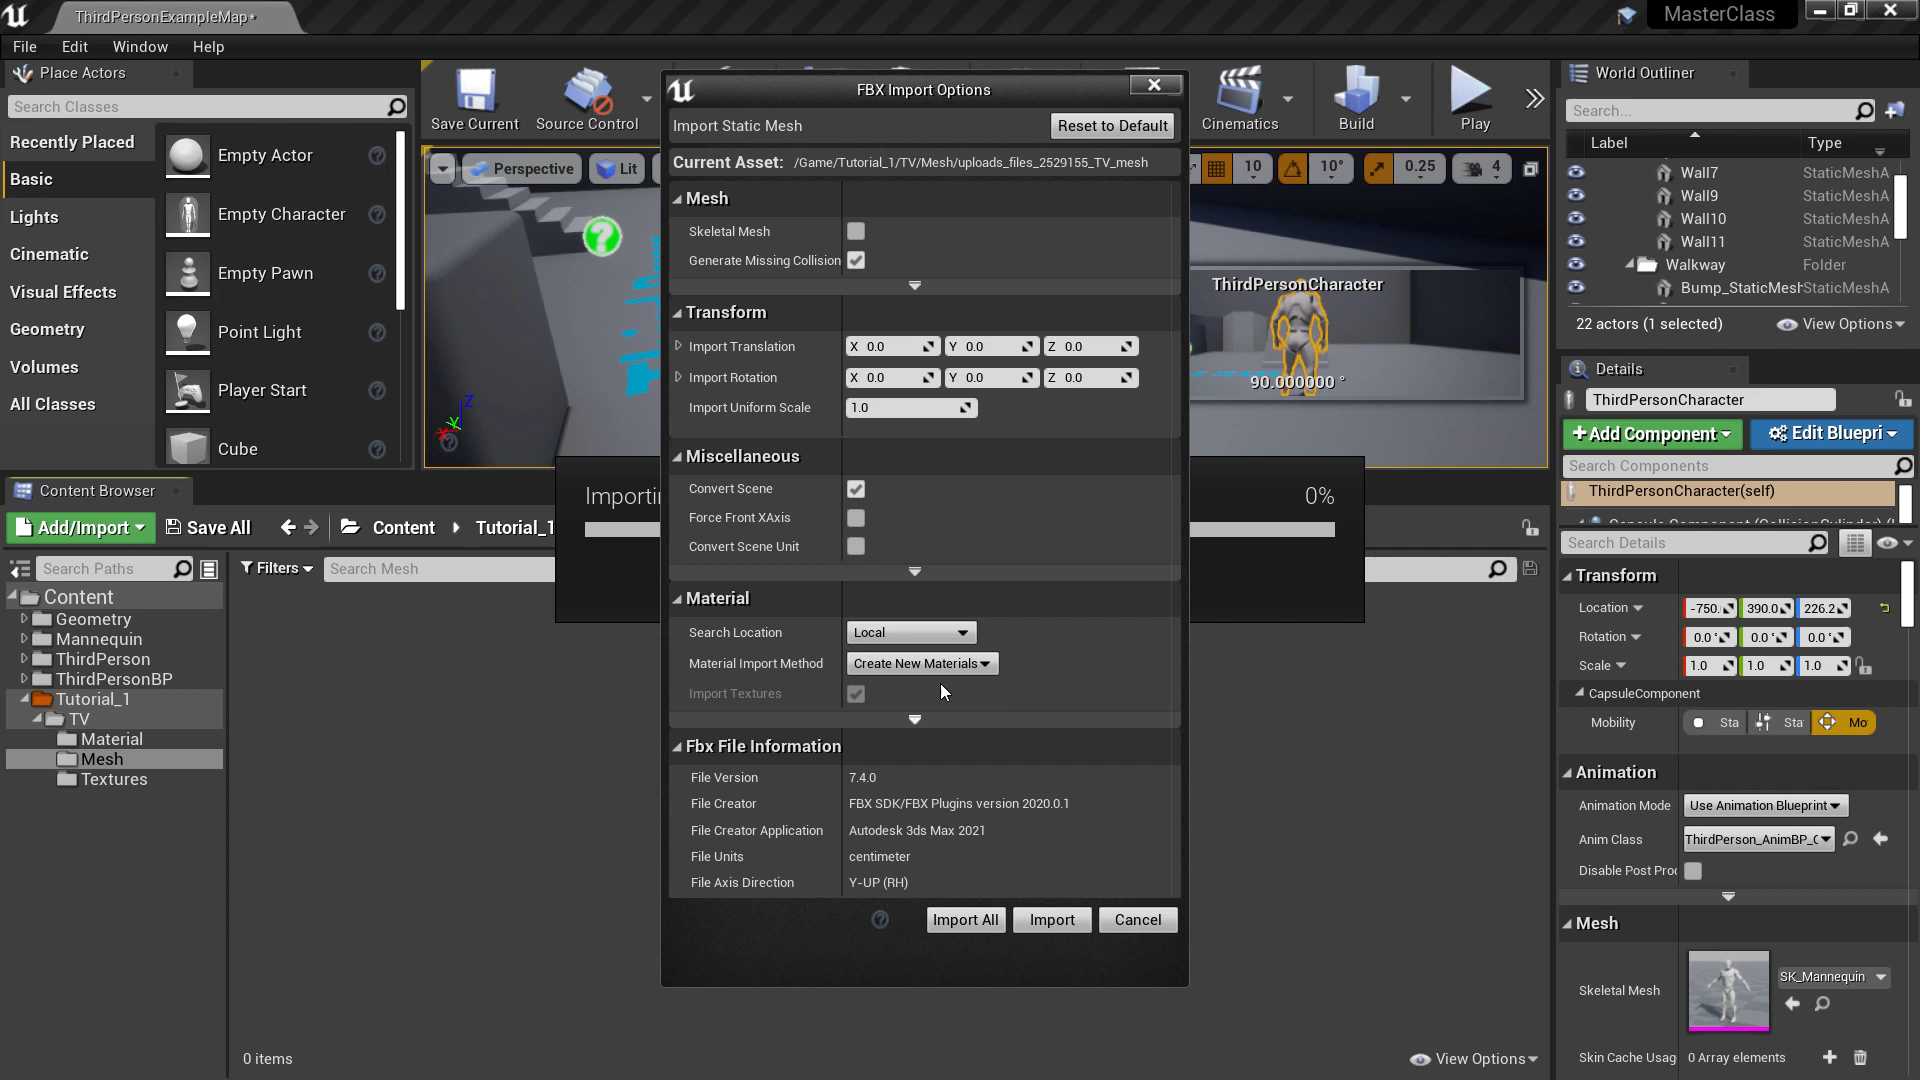 ThirdPersonExampleMap*
MasterClass
File Edit Window Help
Place Actors
Search Classes
Recently Placed
Basic
Lights
Cinematic
Visual Effects
Geometry
Volumes
All Classes
Empty Actor
Empty Character
Empty Pawn
Point Light
Player Start
Cube
Save Current
Source Control
Cinematics
Build
Play
Perspective
Lit
10
10°
0.25
4
Z
Y
X
ThirdPersonCharacter
90.000000 °
FBX Import Options
Import Static Mesh
Reset to Default
Current Asset: /Game/Tutorial_1/TV/Mesh/uploads_files_2529155_TV_mesh
Mesh
Skeletal Mesh
Generate Missing Collision
Transform
Import Translation X 0.0 Y 0.0 Z 0.0
Import Rotation X 0.0 Y 0.0 Z 0.0
Import Uniform Scale 1.0
Miscellaneous
Convert Scene
Force Front XAxis
Convert Scene Unit
Material
Search Location Local
Material Import Method Create New Materials
Import Textures
Fbx File Information
File Version 7.4.0
File Creator FBX SDK/FBX Plugins version 2020.0.1
File Creator Application Autodesk 3ds Max 2021
File Units centimeter
File Axis Direction Y-UP (RH)
Import All Import Cancel
0%
World Outliner
Search...
Label Type
Wall7 StaticMeshA
Wall9 StaticMeshA
Wall10 StaticMeshA
Wall11 StaticMeshA
Walkway Folder
Bump_StaticMesh StaticMeshA
22 actors (1 selected) View Options
Details
ThirdPersonCharacter
Add Component Edit Bluepri
Search Components
ThirdPersonCharacter(self)
Search Details
Transform
Location -750. 390.0 226.2
Rotation 0.0 ° 0.0 ° 0.0 °
Scale 1.0 1.0 1.0
CapsuleComponent
Mobility Sta Sta Mo
Animation
Animation Mode Use Animation Blueprint
Anim Class ThirdPerson_AnimBP_C
Disable Post Proc
Mesh
Skeletal Mesh SK_Mannequin
Skin Cache Usag 0 Array elements
Content Browser
Add/Import Save All Content Tutorial_1
Search Paths
Filters Search Mesh
Content
Geometry
Mannequin
ThirdPerson
ThirdPersonBP
Tutorial_1
TV
Material
Mesh
Textures
0 items View Options